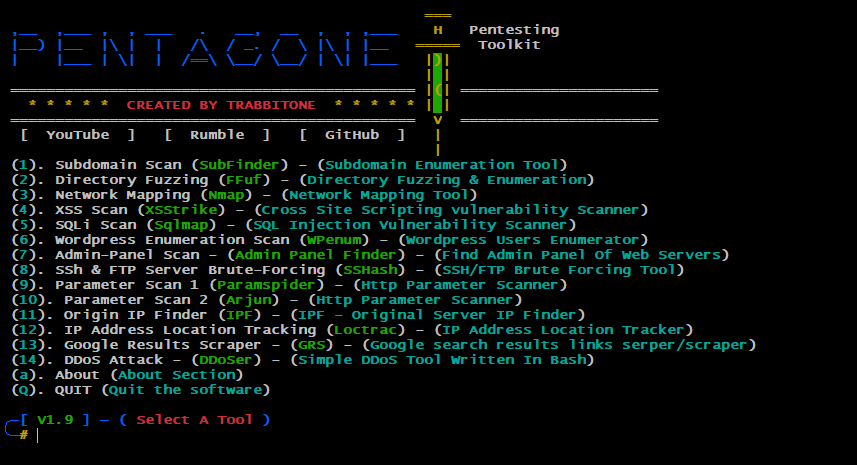 PENTAGON
H Pentesting
Toolkit
* * * * * CREATED BY TRABBITONE * * * * *
[ YouTube ] [ Rumble ] [ GitHub ]
(1). Subdomain Scan (SubFinder) – (Subdomain Enumeration Tool)
(2). Directory Fuzzing (FFuf) – (Directory Fuzzing & Enumeration)
(3). Network Mapping (Nmap) – (Network Mapping Tool)
(4). XSS Scan (XSStrike) – (Cross Site Scripting vulnerability Scanner)
(5). SQLi Scan (Sqlmap) – (SQL Injection Vulnerability Scanner)
(6). Wordpress Enumeration Scan (WPenum) – (Wordpress Users Enumerator)
(7). Admin-Panel Scan – (Admin Panel Finder) – (Find Admin Panel Of Web Servers)
(8). SSh & FTP Server Brute-Forcing (SSHash) – (SSH/FTP Brute Forcing Tool)
(9). Parameter Scan 1 (Paramspider) – (Http Parameter Scanner)
(10). Parameter Scan 2 (Arjun) – (Http Parameter Scanner)
(11). Origin IP Finder (IPF) – (IPF – Original Server IP Finder)
(12). IP Address Location Tracking (Loctrac) – (IP Address Location Tracker)
(13). Google Results Scraper – (GRS) – (Google search results links serper/scraper)
(14). DDoS Attack – (DDoSer) – (Simple DDoS Tool Written In Bash)
(a). About (About Section)
(Q). QUIT (Quit the software)
[ V1.9 ] – ( Select A Tool )
#